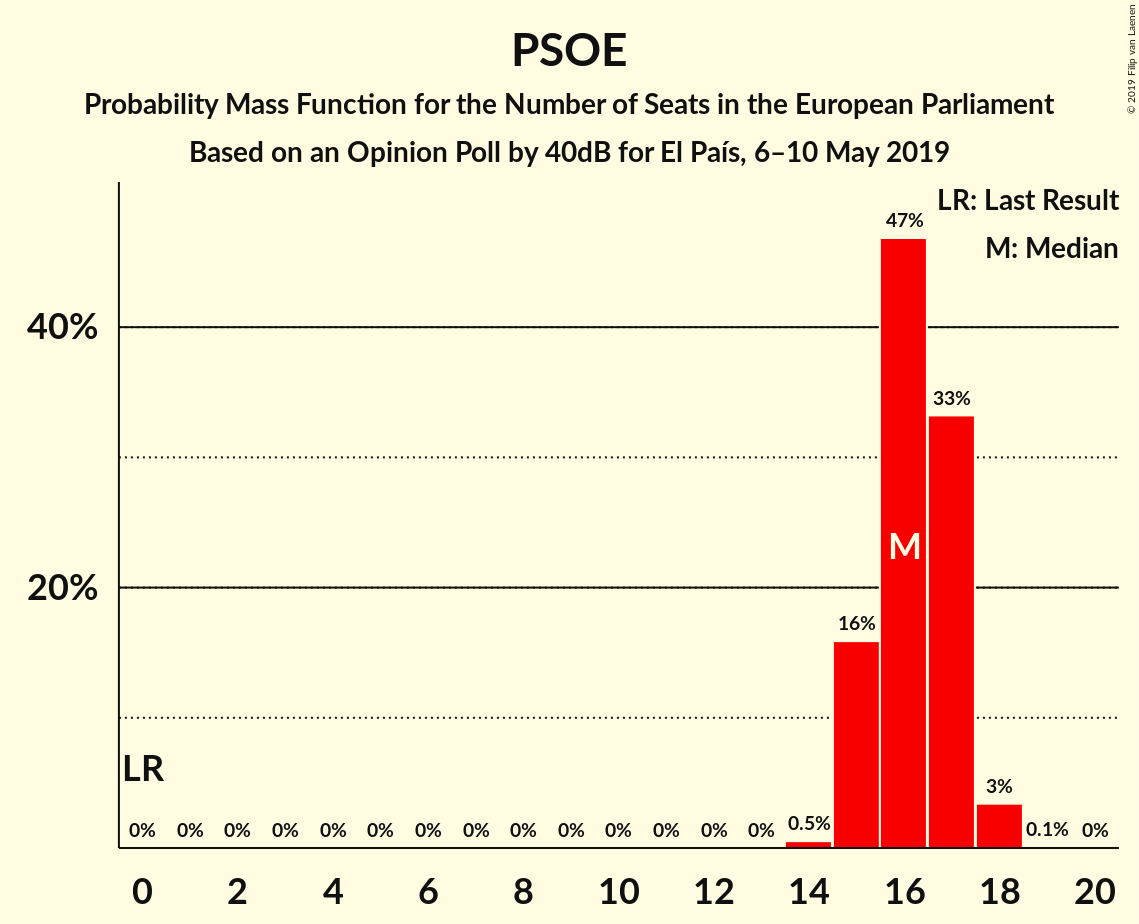 PSOE
Probability Mass Function for the Number of Seats in the European Parliament
Based on an Opinion Poll by 40dB for El País, 6–10 May 2019
© 2019 Filip van Laenen
LR: Last Result
M: Median
47%
40%
33%
M
20%
16%
LR
0% 0% 0% 0% 0% 0% 0% 0% 0% 0% 0% 0% 0% 0% 0.5% 3% 0.1% 0%
0 2 4 6 8 10 12 14 16 18 20